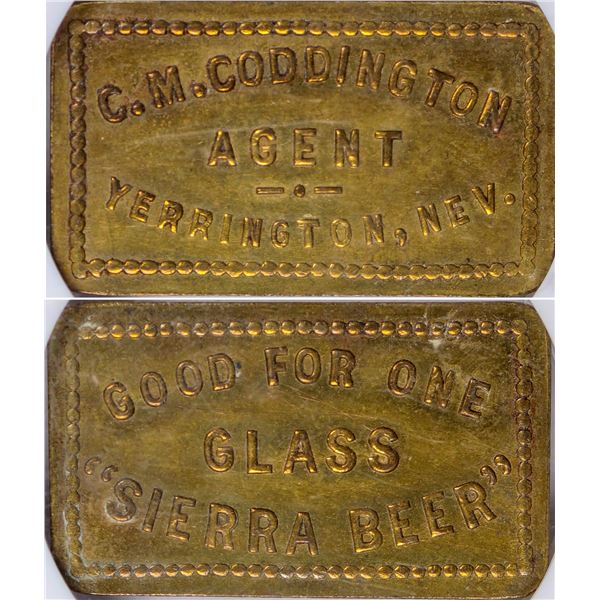 C.M.CODDINGTON
AGENT
YERRINGTON, NEV.
GOOD FOR ONE
GLASS
"SIERRA BEER"